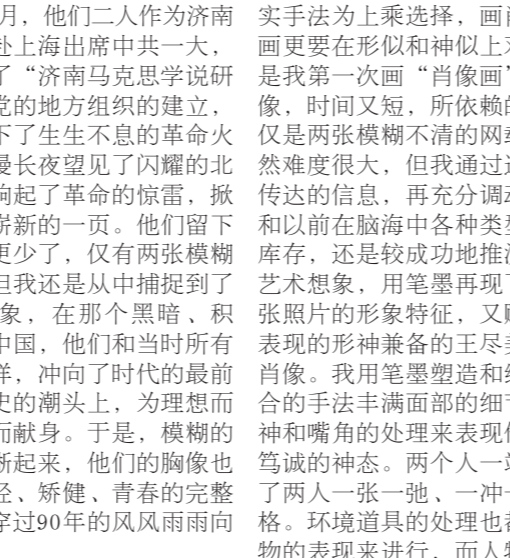 月，他们二人作为济南
赴上海出席中共一大，
了“济南马克思学说研
党的地方组织的建立，
下了生生不息的革命火
漫长夜望见了闪耀的北
响起了革命的惊雷，掀
崭新的一页。他们留下
更少了，仅有两张模糊
但我还是从中捕捉到了
象，在那个黑暗、积
中国，他们和当时所有
样，冲向了时代的最前
史的潮头上，为理想而
而献身。于是，模糊的
晰起来，他们的胸像也
轻、矫健、青春的完整
穿过90年的风风雨雨向
实手法为上乘选择，画肖
画更要在形似和神似上
是我第一次画“肖像画”
像，时间又短，所依赖的
仅是两张模糊不清的网
然难度很大，但我通过
传达的信息，再充分调动
和以前在脑海中各种类型
库存，还是较成功地推
艺术想象，用笔墨再现了
张照片的形象特征，又
表现的形神兼备的王尽美
肖像。我用笔墨塑造和
合的手法丰满面部的细节
神和嘴角的处理来表现
笃诚的神态。两个人一
了两人一张一弛、一冲一
格。环境道具的处理也都
物的表现来进行，而人物